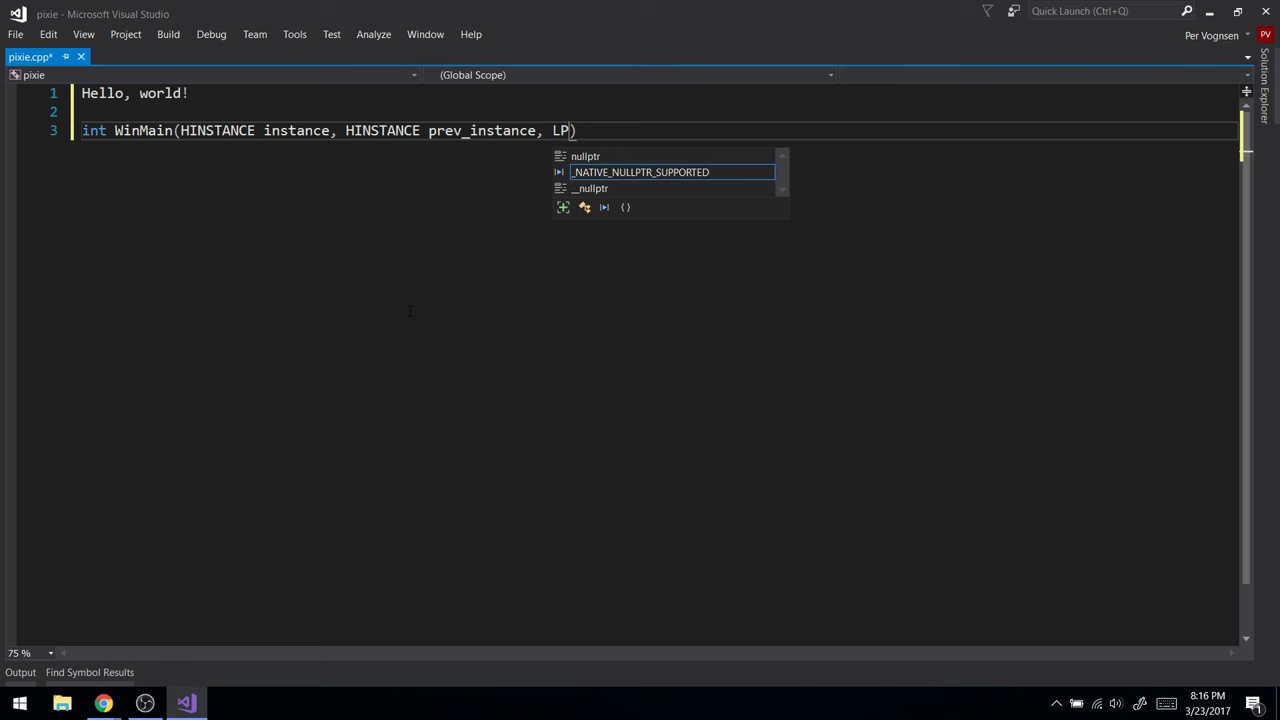 pixie - Microsoft Visual Studio
Quick Launch (Ctrl+Q)
File Edit View Project Build Debug Team Tools Test Analyze Window Help
Per Vognsen PV
pixie.cpp*
pixie (Global Scope)
Solution Explorer
1 Hello, world!
2
3 int WinMain(HINSTANCE instance, HINSTANCE prev_instance, LP)
nullptr
_NATIVE_NULLPTR_SUPPORTED
__nullptr
{ }
75 %
Output Find Symbol Results
8:16 PM
3/23/2017
1